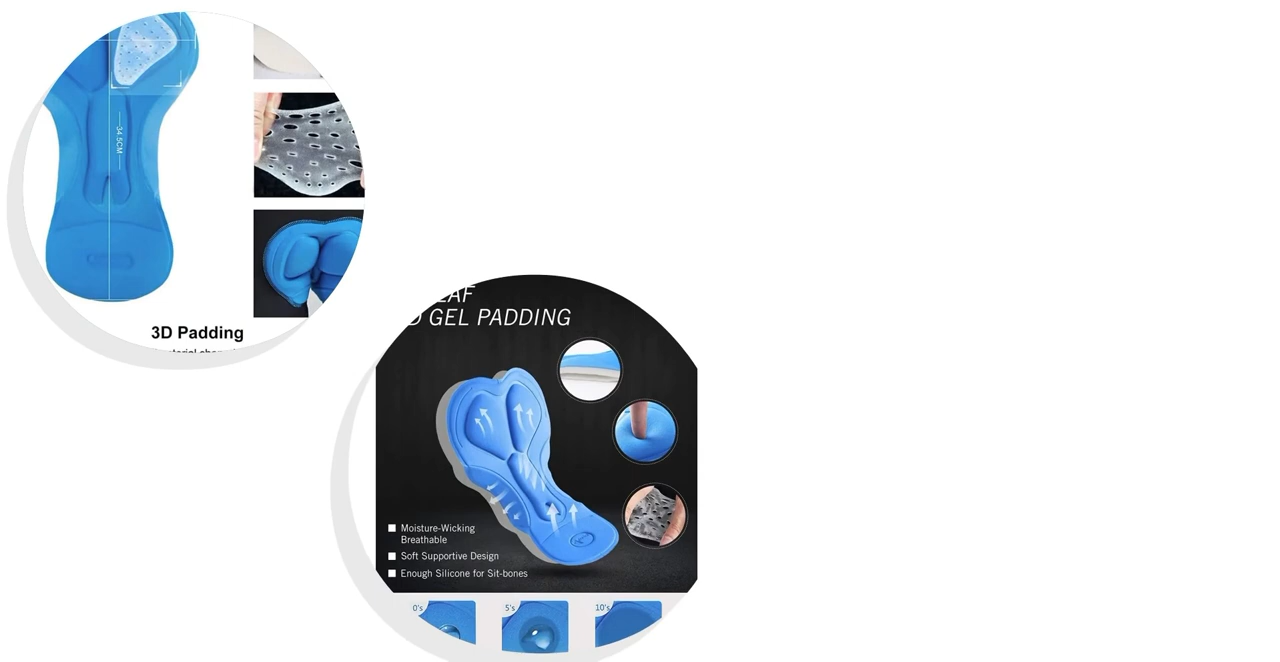 34.5CM
3D Padding
GEL PADDING
Moisture-Wicking
Breathable
Soft Supportive Design
Enough Silicone for Sit-bones
0's
5's
10's